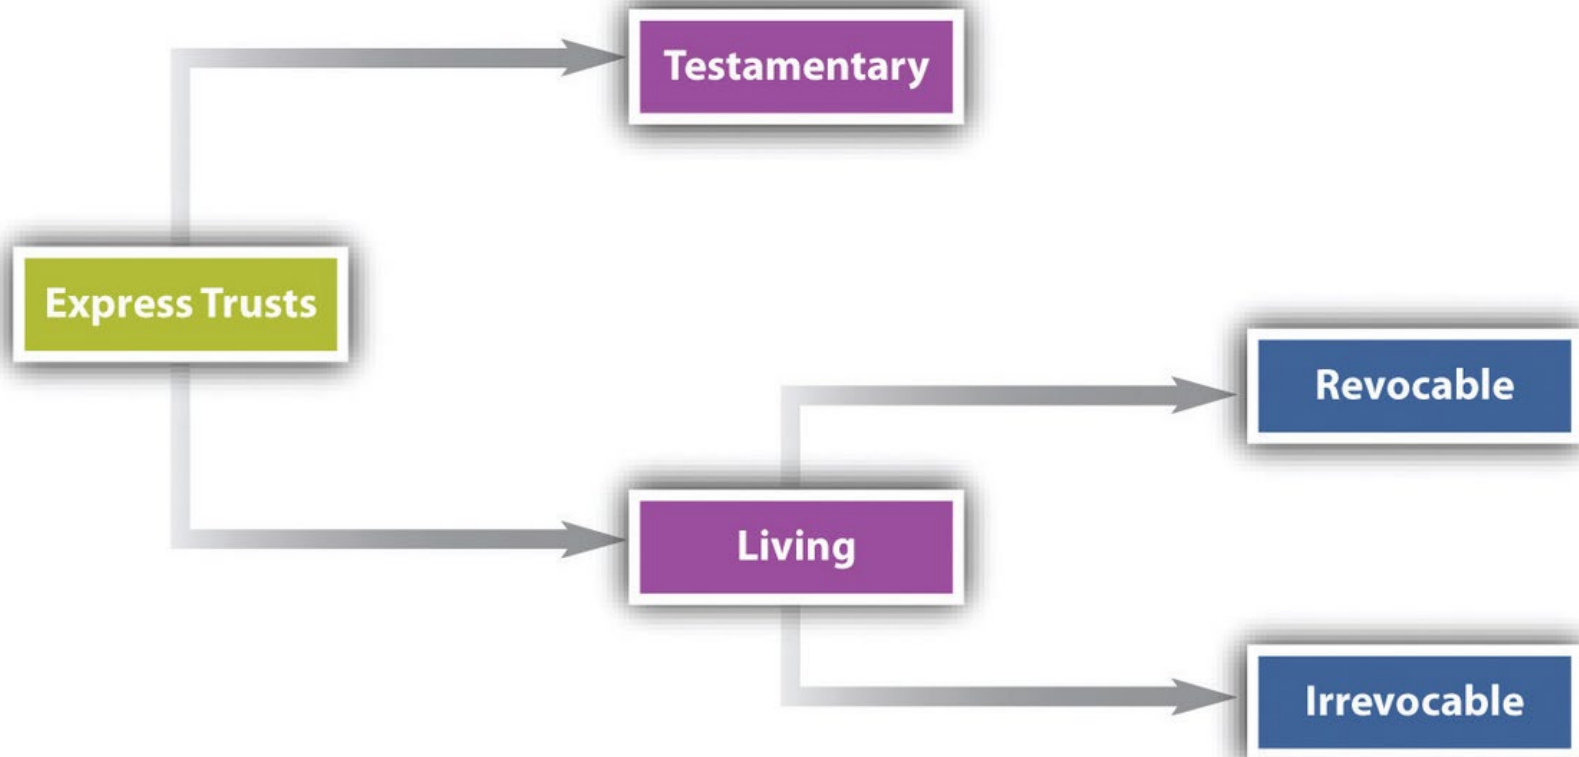 Testamentary
Express Trusts
Revocable
Living
Irrevocable